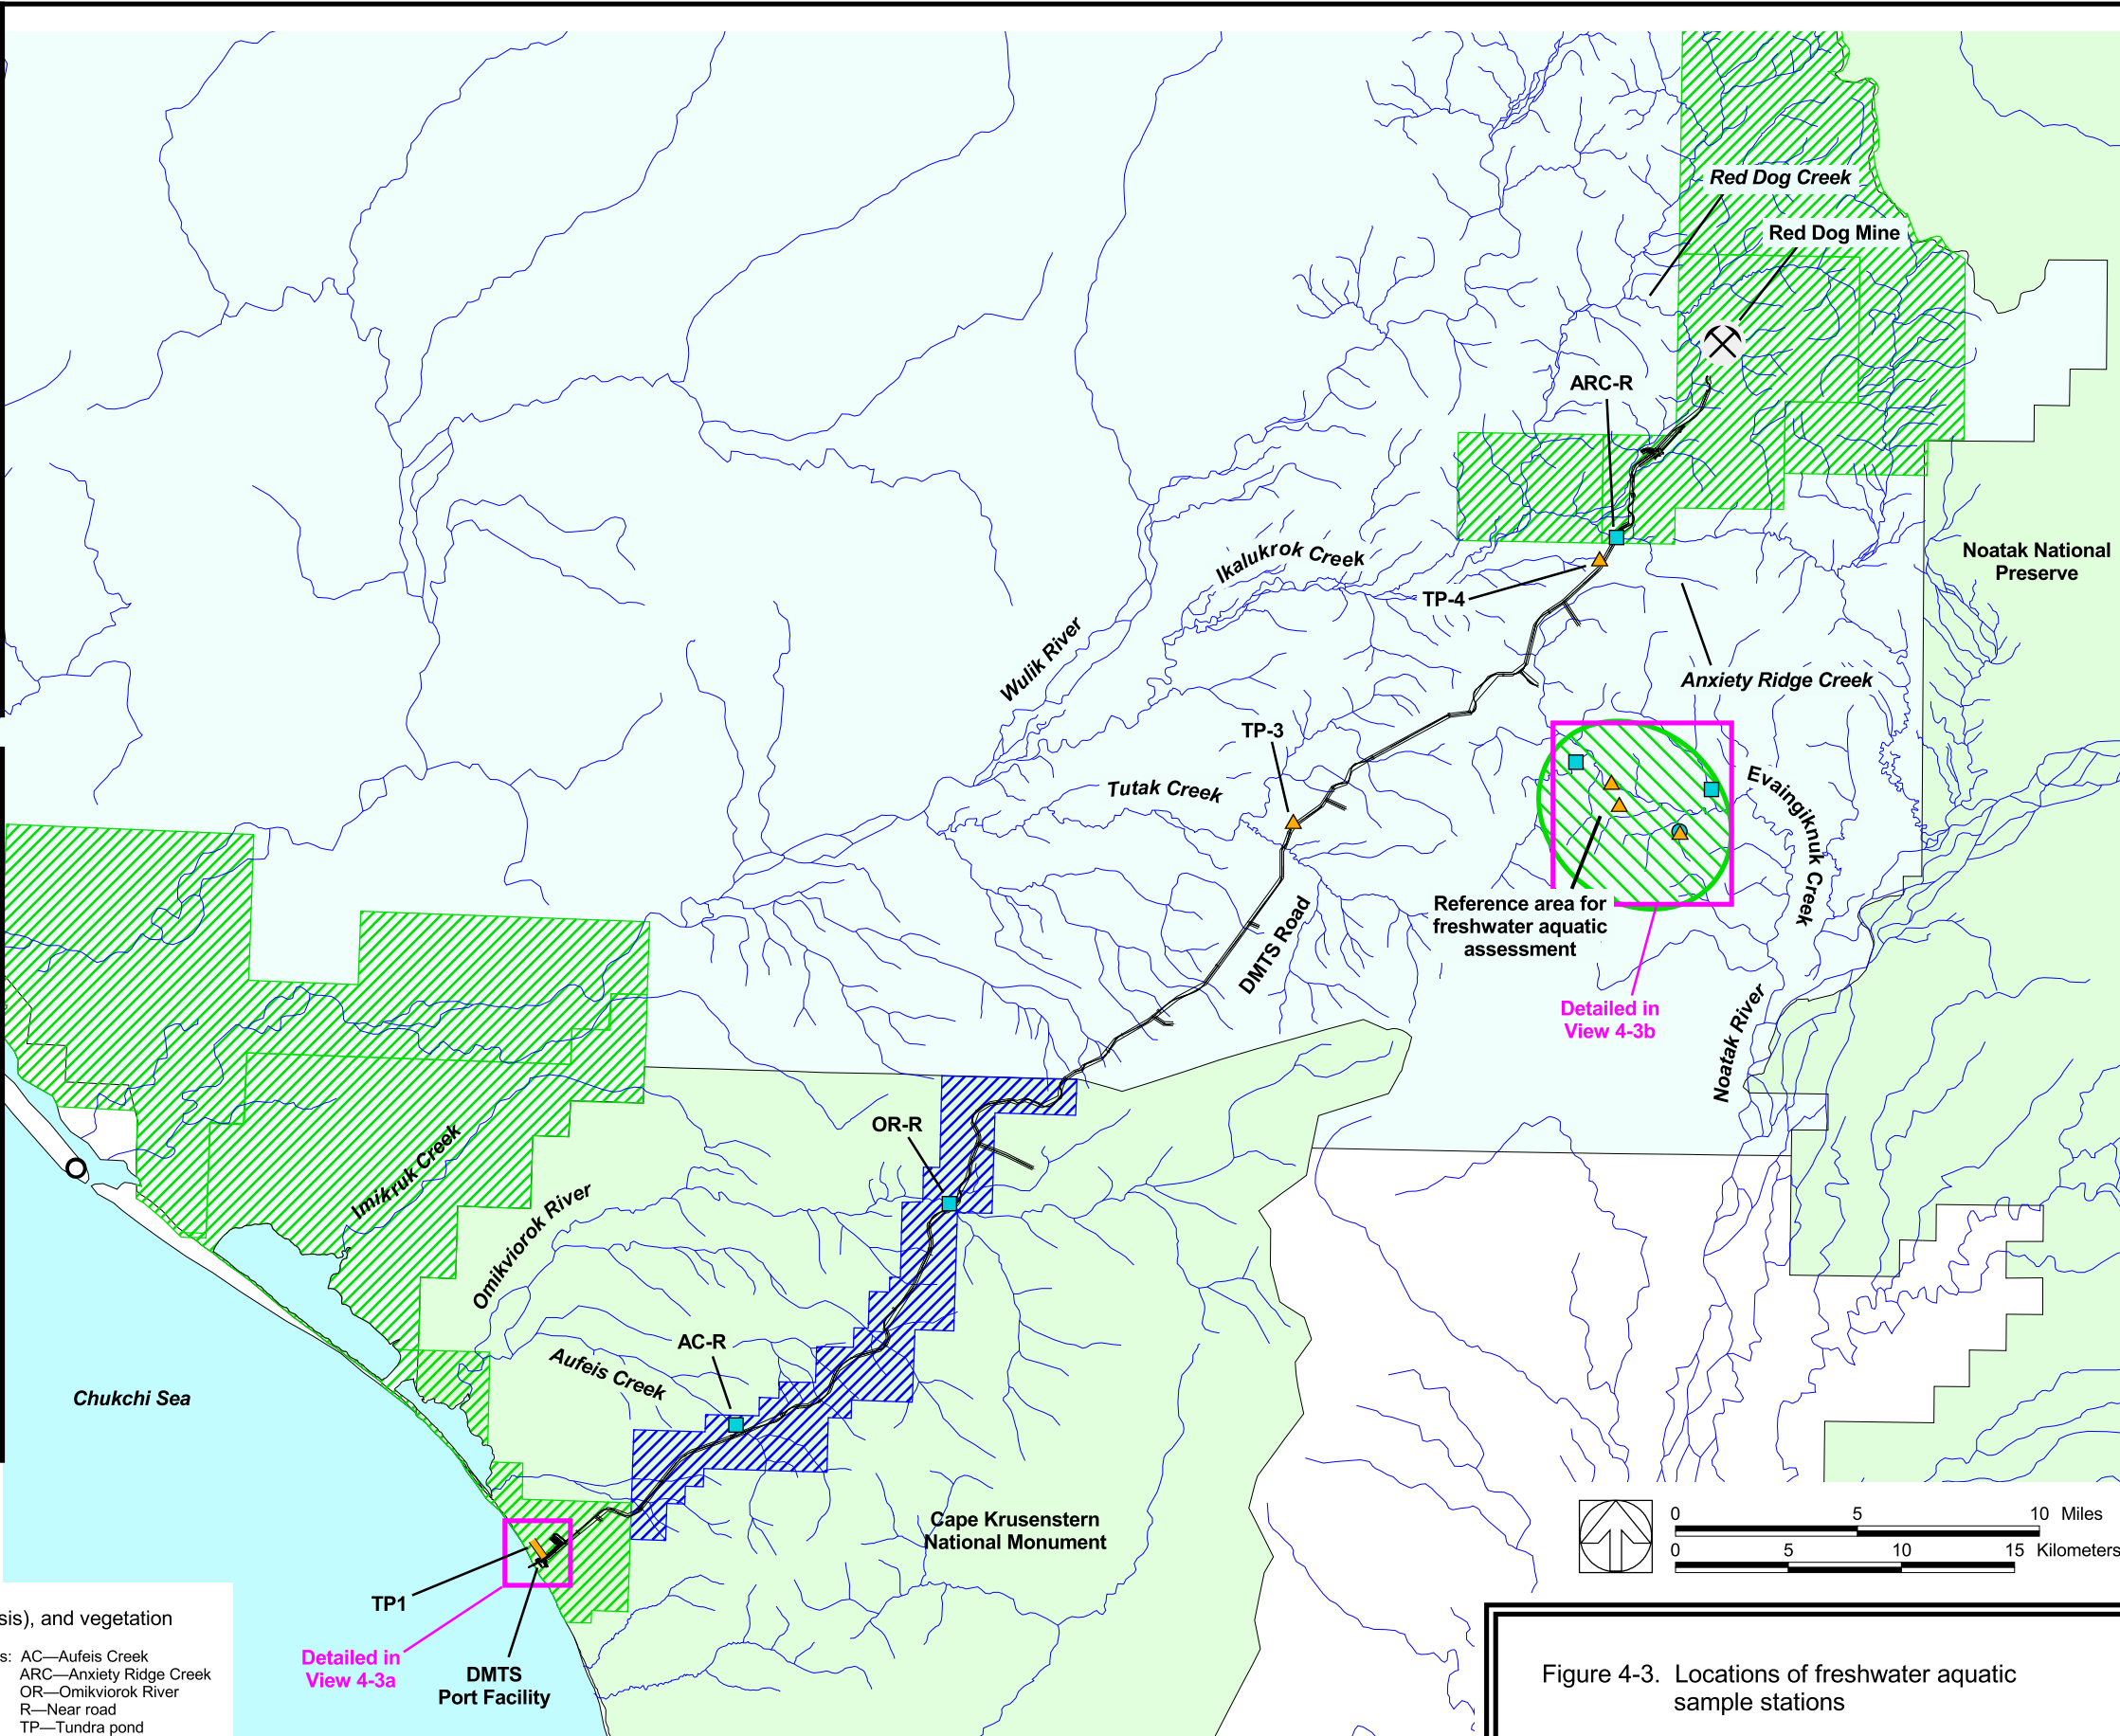 Red Dog Creek
Red Dog Mine
ARC-R
Noatak National
Preserve
Ikalukrok Creek
TP-4
Wulik River
Anxiety Ridge Creek
TP-3
Tutak Creek
Evaingiknuk Creek
Reference area for
freshwater aquatic
assessment
DMTS Road
Detailed in
View 4-3b
Noatak River
OR-R
Imikruk Creek
Omikviorok River
AC-R
Aufeis Creek
Chukchi Sea
Cape Krusenstern
National Monument
0 5 10 Miles
0 5 10 15 Kilometers
TP1
Detailed in
View 4-3a
DMTS
Port Facility
sis), and vegetation
s: AC—Aufeis Creek
ARC—Anxiety Ridge Creek
OR—Omikviorok River
R—Near road
TP—Tundra pond
Figure 4-3. Locations of freshwater aquatic
sample stations